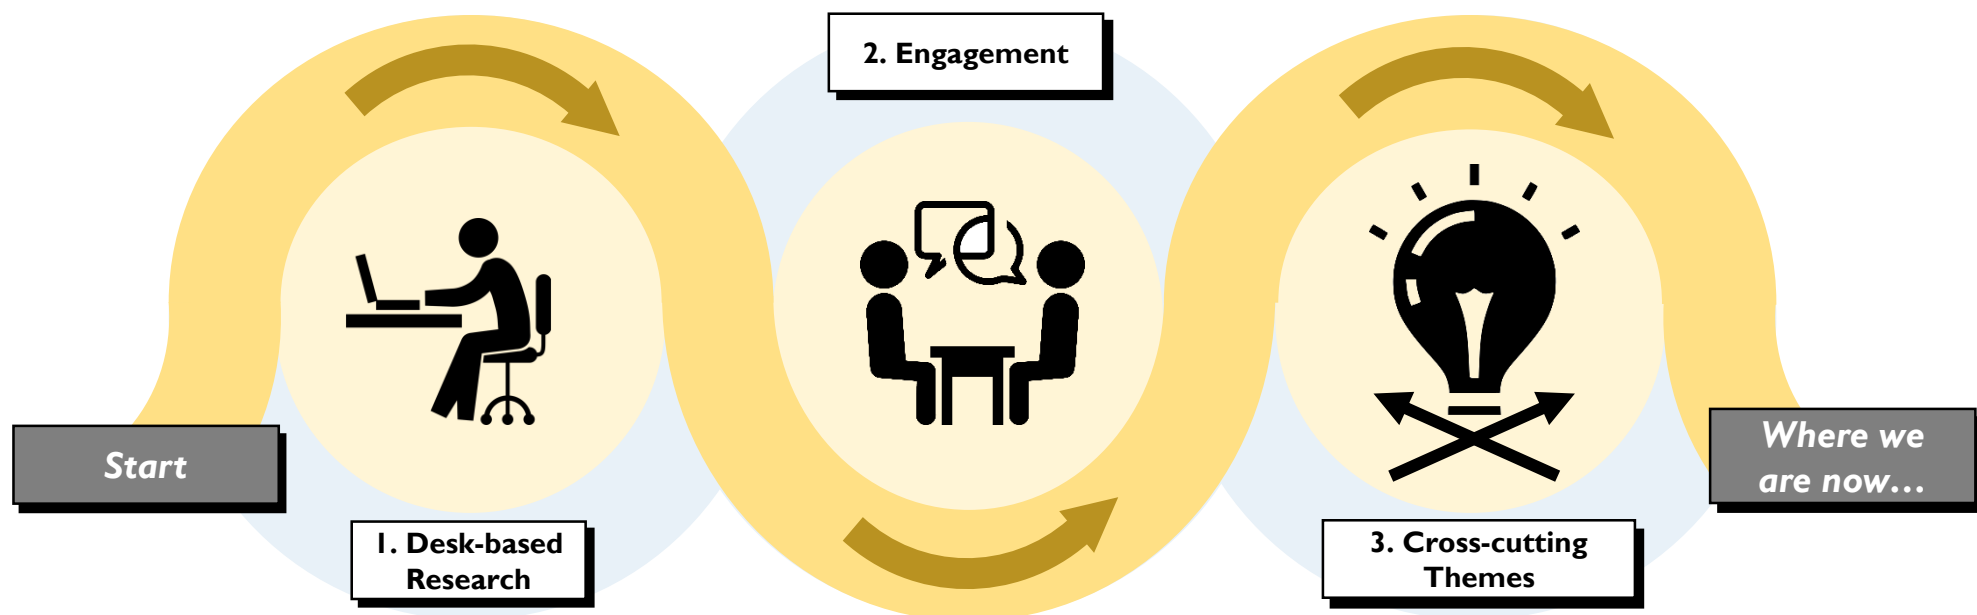 Start
1. Desk-based
Research
2. Engagement
3. Cross-cutting
Themes
Where we
are now…